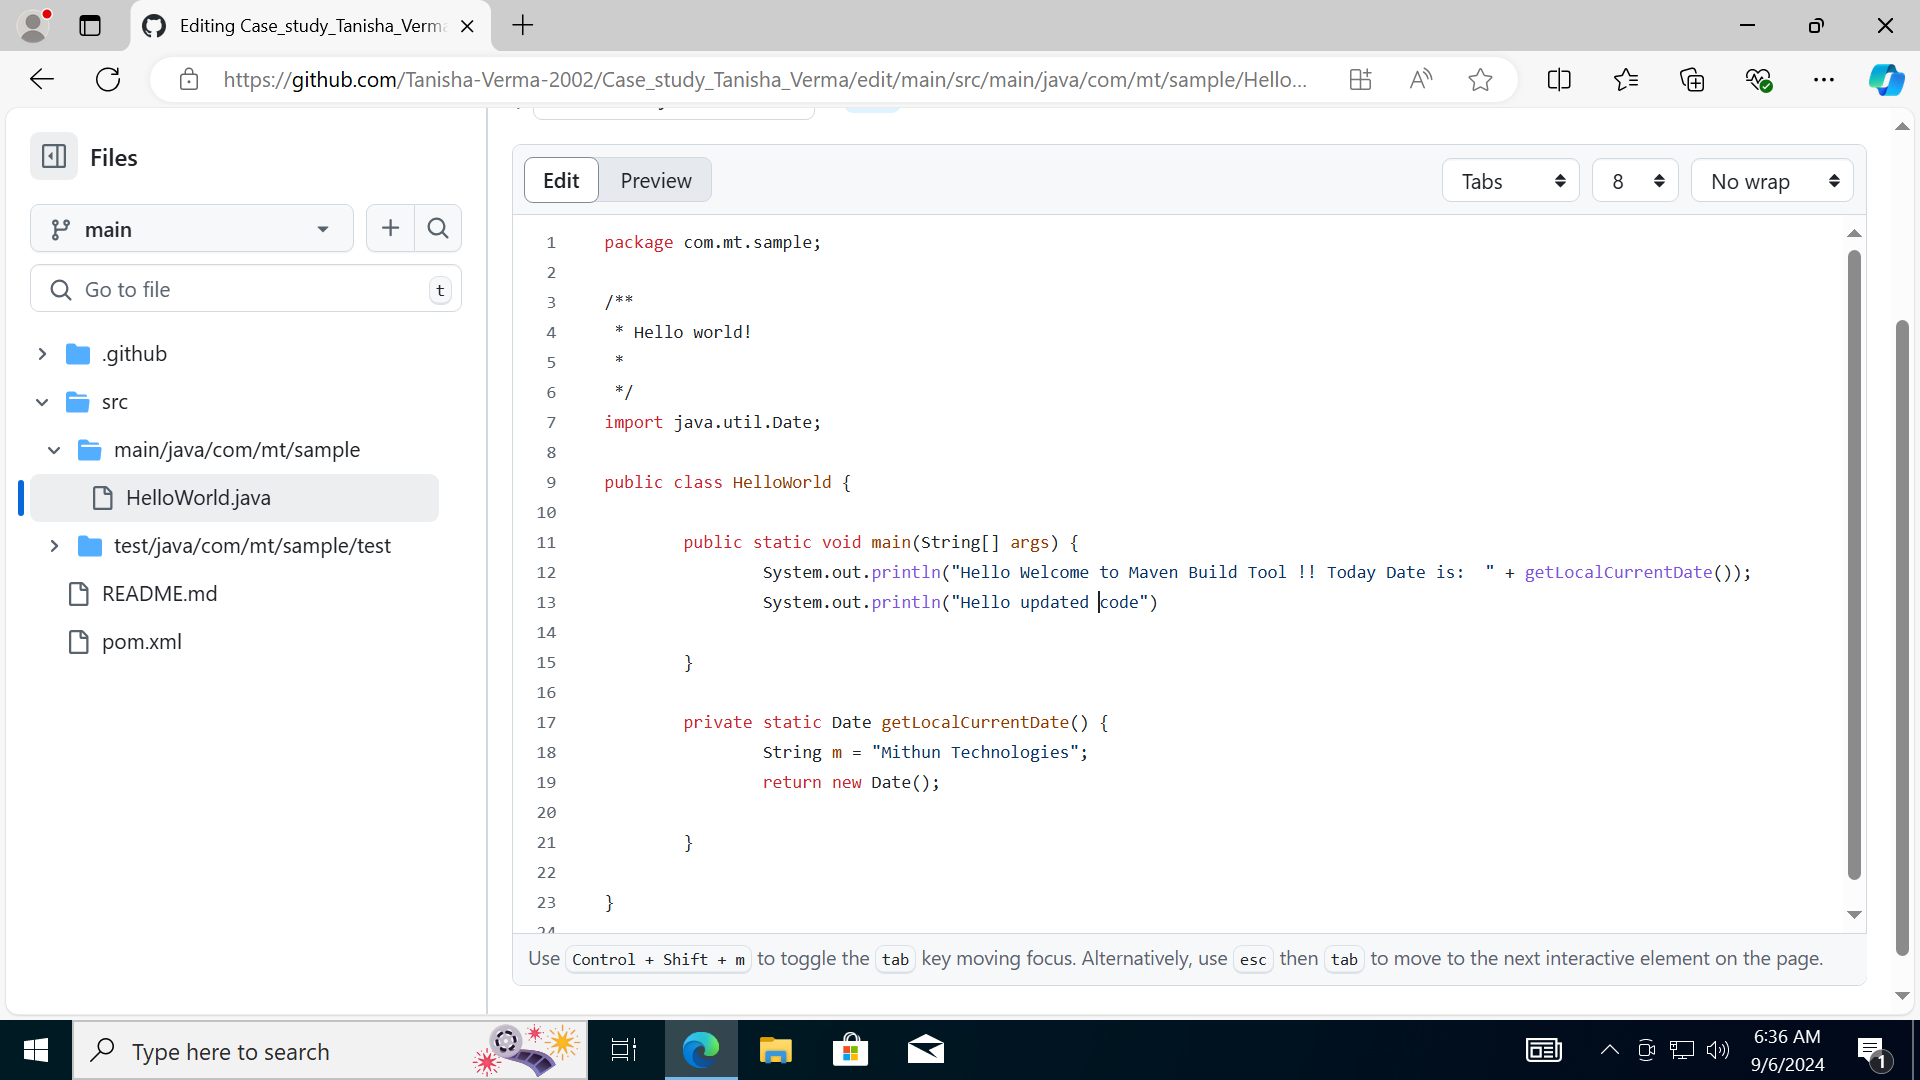 Editing Case_study_Tanisha_Verma
https://github.com/Tanisha-Verma-2002/Case_study_Tanisha_Verma/edit/main/src/main/java/com/mt/sample/Hello...
Files
Edit Preview
Tabs 8 No wrap
main
Go to file t
.github
src
main/java/com/mt/sample
HelloWorld.java
test/java/com/mt/sample/test
README.md
pom.xml
1 package com.mt.sample;
2
3 /**
4 * Hello world!
5 *
6 */
7 import java.util.Date;
8
9 public class HelloWorld {
10
11 public static void main(String[] args) {
12 System.out.println("Hello Welcome to Maven Build Tool !! Today Date is:  " + getLocalCurrentDate());
13 System.out.println("Hello updated code")
14
15 }
16
17 private static Date getLocalCurrentDate() {
18 String m = "Mithun Technologies";
19 return new Date();
20
21 }
22
23 }
24
Use Control + Shift + m to toggle the tab key moving focus. Alternatively, use esc then tab to move to the next interactive element on the page.
Type here to search
6:36 AM
9/6/2024
1